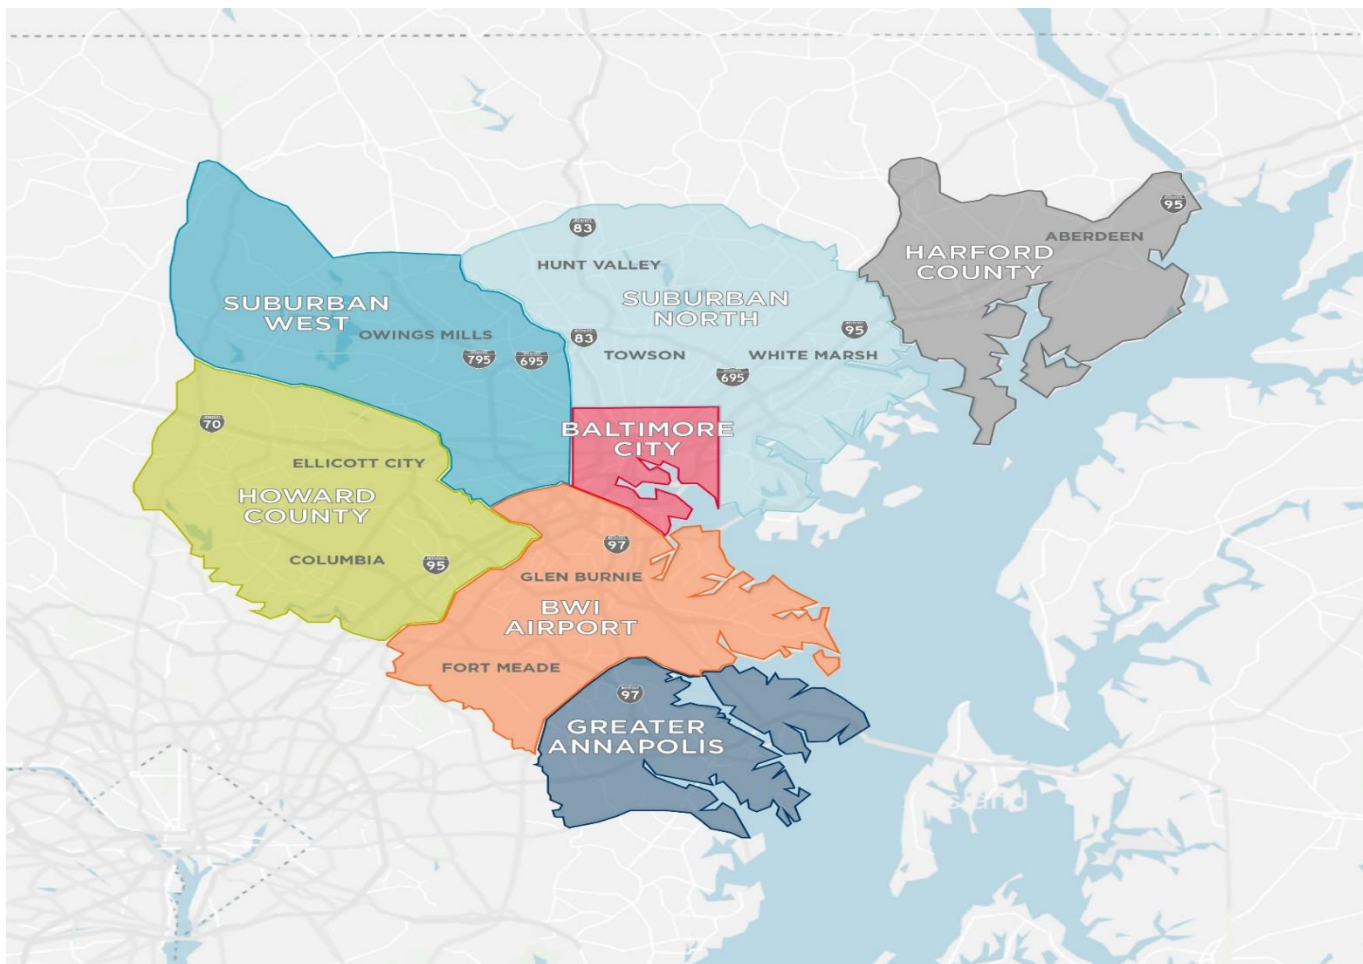 83
HUNT VALLEY
95
ABERDEEN
HARFORD
COUNTY
SUBURBAN
WEST
SUBURBAN
NORTH
OWINGS MILLS
83
95
TOWSON
WHITE MARSH
795
695
695
70
BALTIMORE
CITY
ELLICOTT CITY
HOWARD
COUNTY
COLUMBIA
95
97
GLEN BURNIE
BWI
AIRPORT
FORT MEADE
97
GREATER
ANNAPOLIS